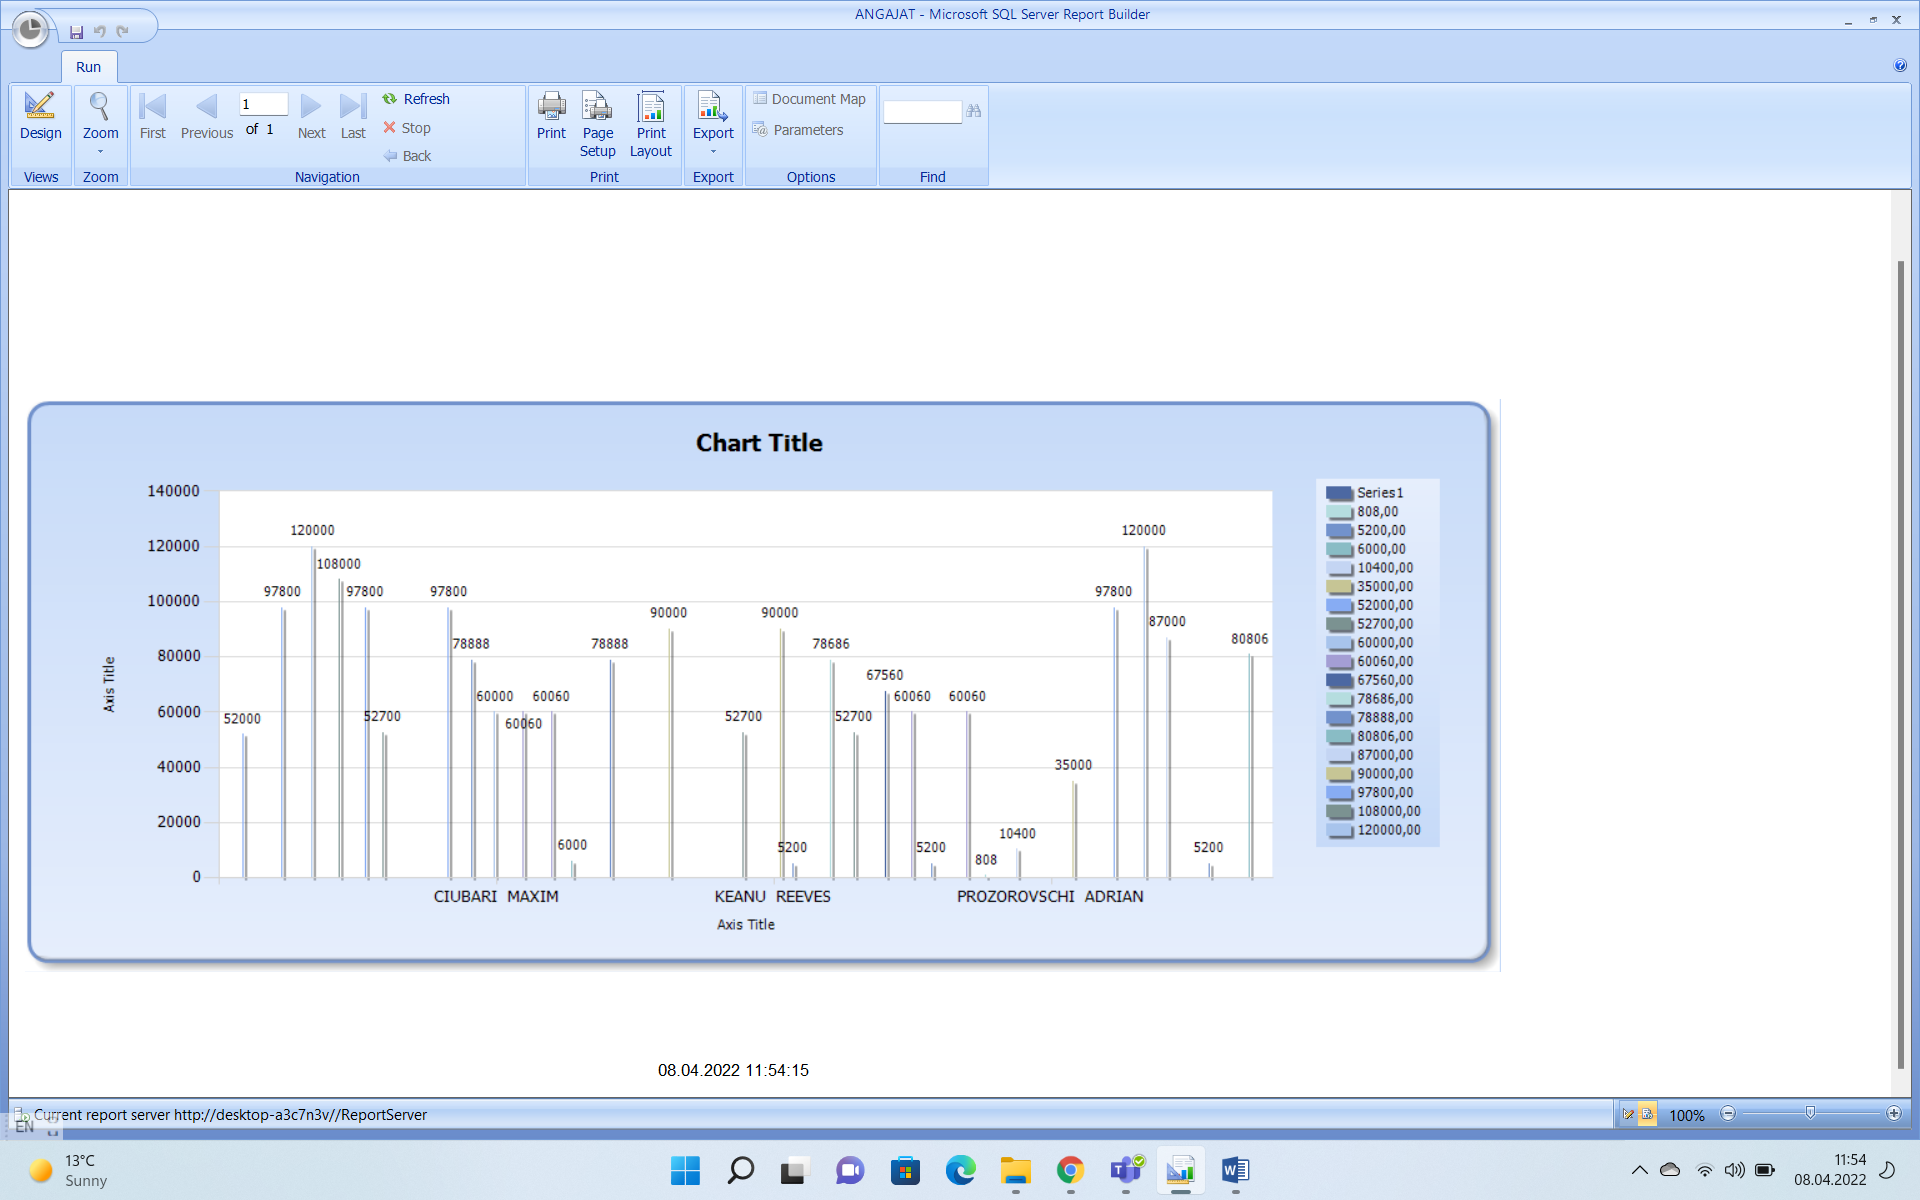 ANGAJAT - Microsoft SQL Server Report Builder
Run
Design
Zoom
First
Previous
1
of 1
Next
Last
Refresh
Stop
Back
Print
Page Setup
Print Layout
Export
Document Map
Parameters
Views
Zoom
Navigation
Print
Export
Options
Find
Chart Title
140000
120000
100000
80000
60000
40000
20000
0
Axis Title
52000
97800
120000
108000
97800
52700
97800
78888
60000
60060
60060
6000
78888
90000
52700
90000
5200
78686
52700
67560
60060
5200
60060
808
10400
35000
97800
120000
87000
5200
80806
CIUBARI MAXIM
KEANU REEVES
PROZOROVSCHI ADRIAN
Axis Title
Series1
808,00
5200,00
6000,00
10400,00
35000,00
52000,00
52700,00
60000,00
60060,00
67560,00
78686,00
78888,00
80806,00
87000,00
90000,00
97800,00
108000,00
120000,00
08.04.2022 11:54:15
Current report server http://desktop-a3c7n3v//ReportServer
100%
EN
13°C
Sunny
11:54
08.04.2022